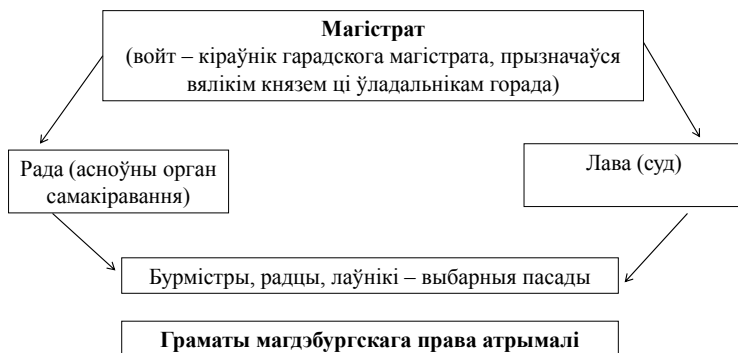 Магістрат
(войт – кіраўнік гарадскога магістрата, прызначаўся
вялікім князем ці ўладальнікам горада)
Рада (асноўны орган
самакіравання)
Лава (суд)
Бурмістры, радцы, лаўнікі – выбарныя пасады
Граматы магдэбургскага права атрымалі